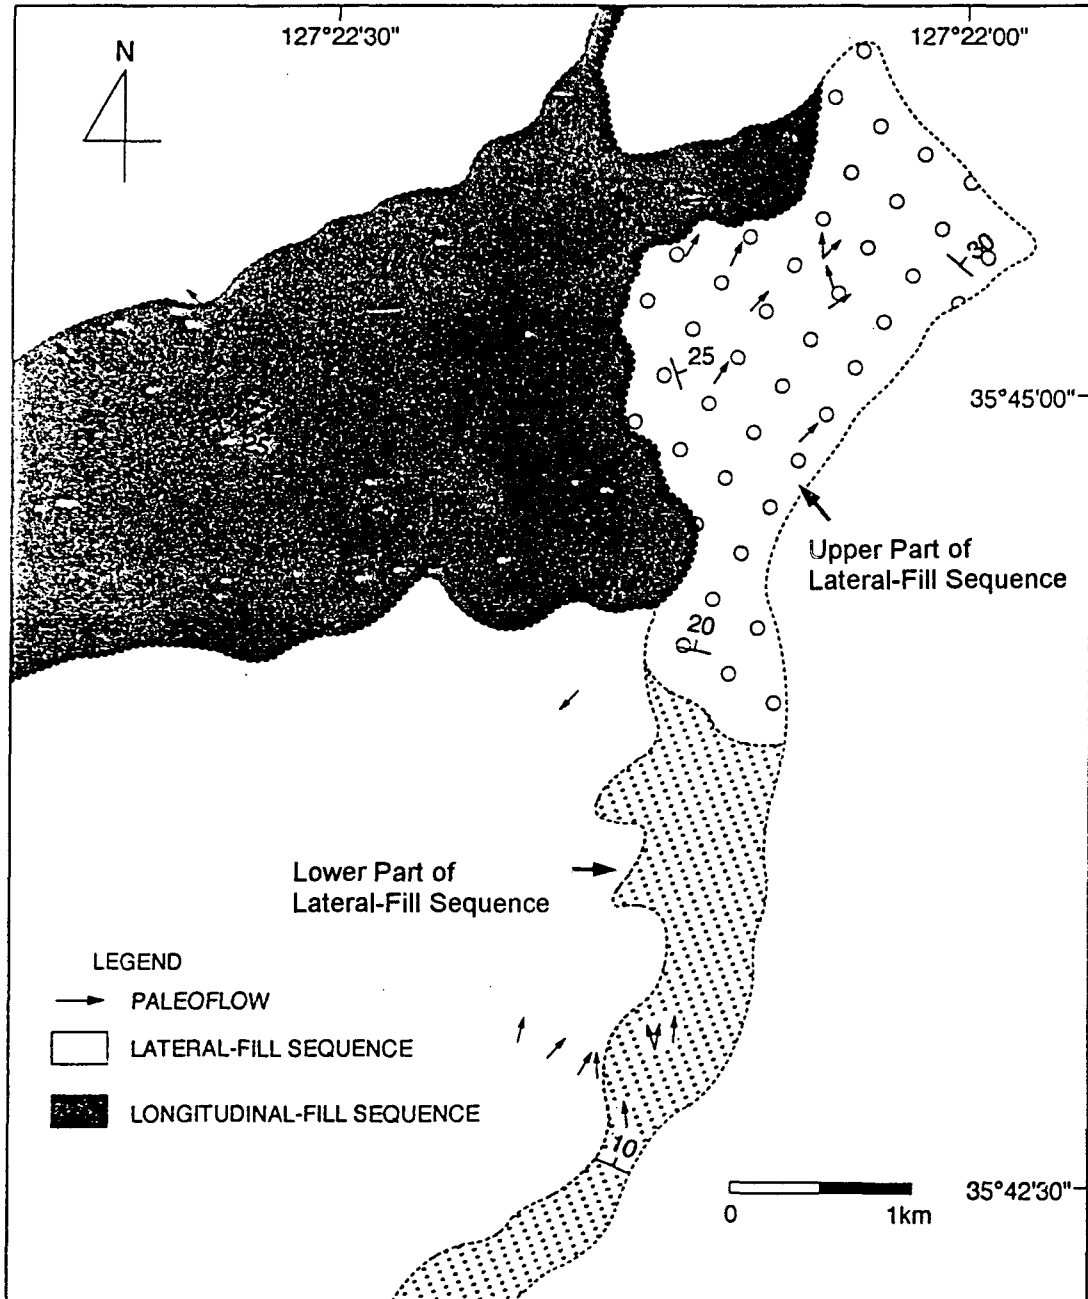 127°22'30"
127°22'00"
N
30
25
35°45'00"
Upper Part of
Lateral-Fill Sequence
20
Lower Part of
Lateral-Fill Sequence
LEGEND
PALEOFLOW
LATERAL-FILL SEQUENCE
LONGITUDINAL-FILL SEQUENCE
10
35°42'30"
0 1km